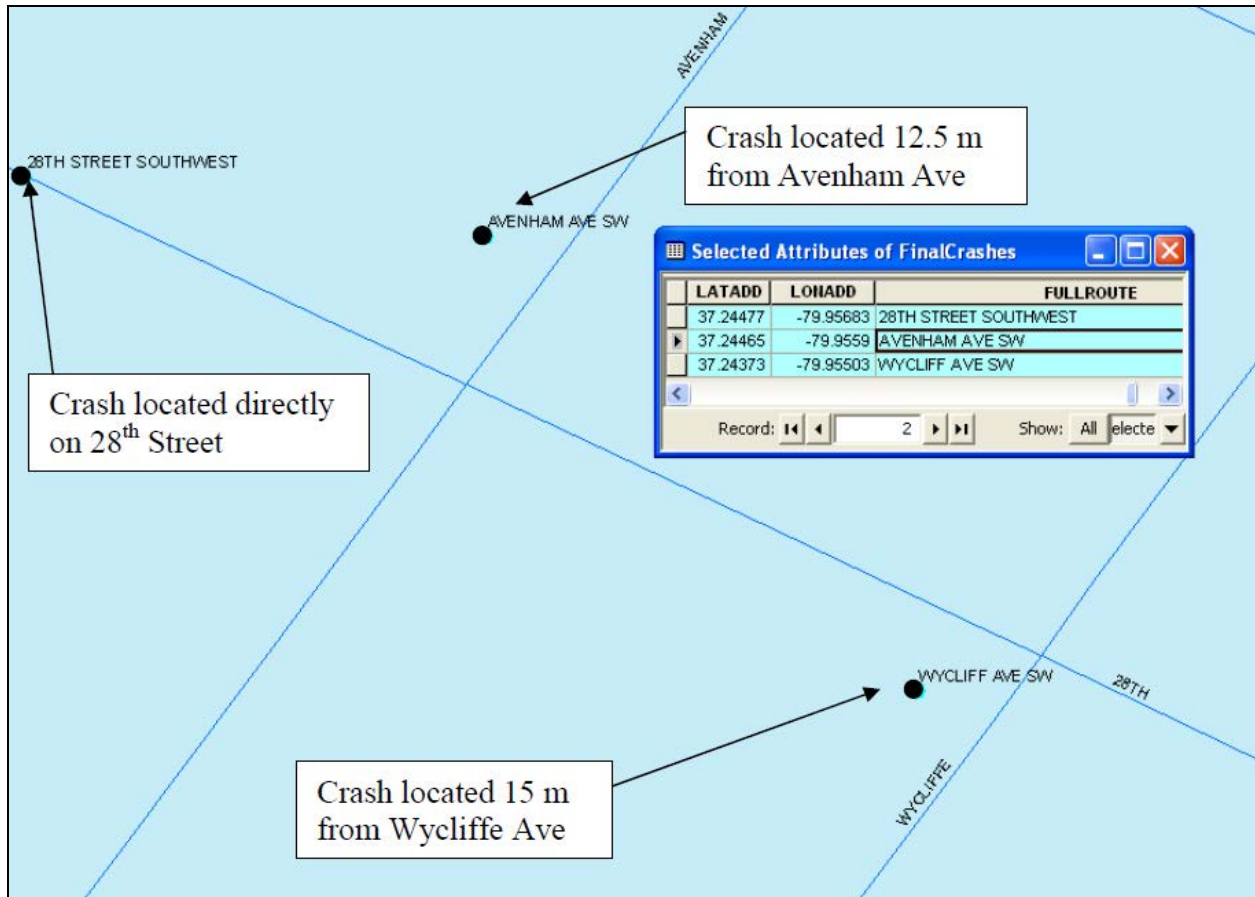 AVENHAM
Crash located 12.5 m
from Avenham Ave
28TH STREET SOUTHWEST
AVENHAM AVE SW
Selected Attributes of FinalCrashes
LATADD LONADD FULLROUTE
37.24477 -79.95683 28TH STREET SOUTHWEST
37.24465 -79.9559 AVENHAM AVE SW
37.24373 -79.95503 WYCLIFF AVE SW
Record: 2 Show: All electe
Crash located directly
on 28th Street
WYCLIFF AVE SW
28TH
WYCLIFFE
Crash located 15 m
from Wycliffe Ave